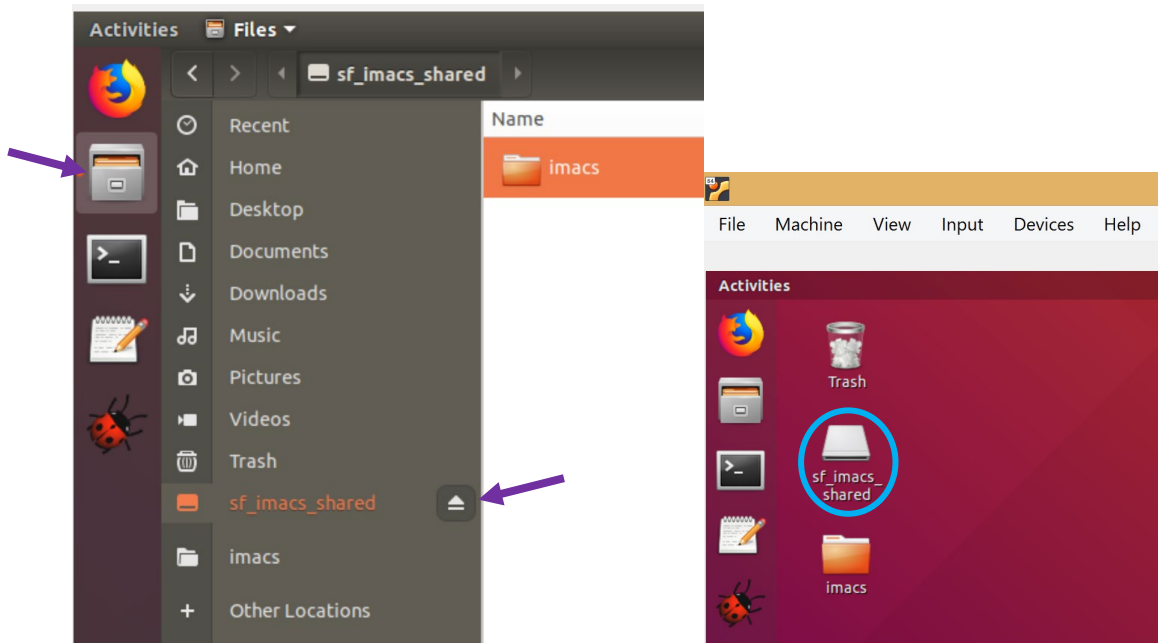 Activities Files
sf_imacs_shared
Recent
Home
Desktop
Documents
Downloads
Music
Pictures
Videos
Trash
sf_imacs_shared
imacs
Other Locations
Name
imacs
64
File Machine View Input Devices Help
Activities
Trash
sf_imacs_
shared
imacs